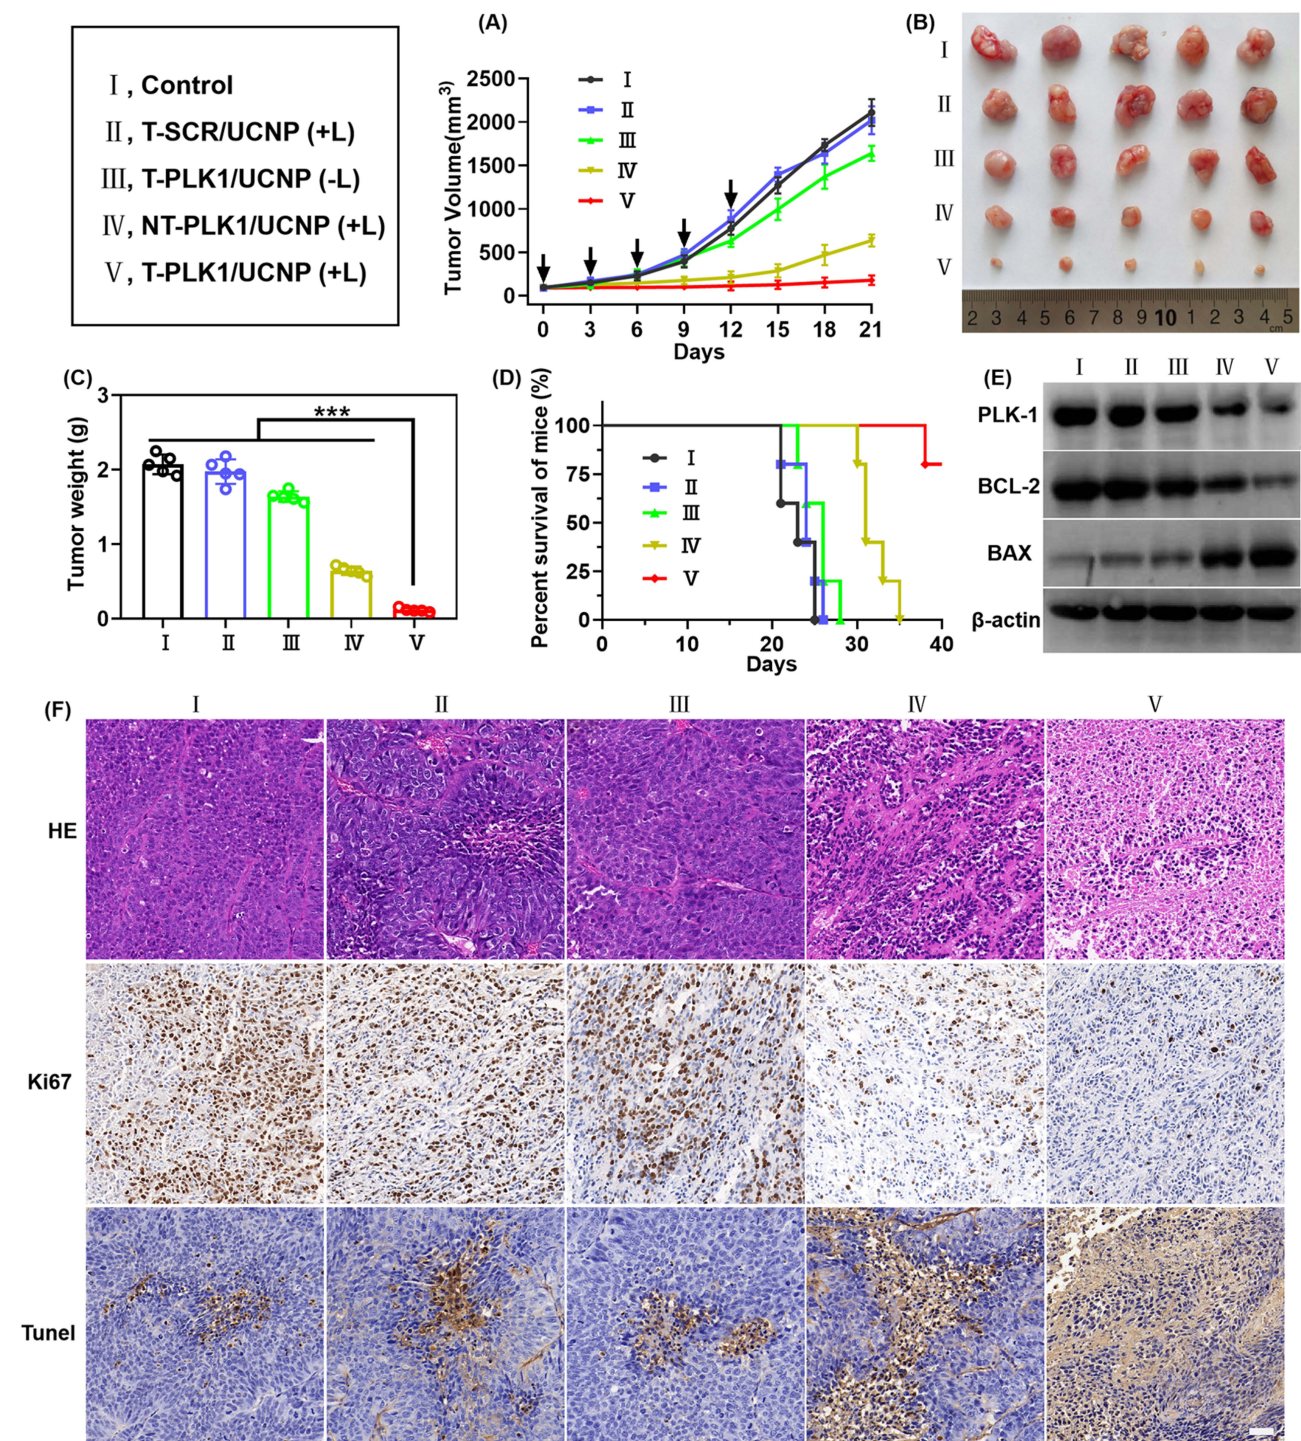 Ⅰ, Control
Ⅱ, T-SCR/UCNP (+L)
Ⅲ, T-PLK1/UCNP (-L)
Ⅳ, NT-PLK1/UCNP (+L)
Ⅴ, T-PLK1/UCNP (+L)
(A)
Tumor Volume(mm³)
2500
2000
1500
1000
500
0
Ⅰ
Ⅱ
Ⅲ
Ⅳ
Ⅴ
0 3 6 9 12 15 18 21
Days
(B)
Ⅰ
Ⅱ
Ⅲ
Ⅳ
Ⅴ
2 3 4 5 6 7 8 9 10 1 2 3 4 5
cm
(C)
Tumor weight (g)
3
2
1
0
***
Ⅰ Ⅱ Ⅲ Ⅳ Ⅴ
(D)
Percent survival of mice (%)
100
75
50
25
0
Ⅰ
Ⅱ
Ⅲ
Ⅳ
Ⅴ
0 10 20 30 40
Days
(E)
Ⅰ Ⅱ Ⅲ Ⅳ Ⅴ
PLK-1
BCL-2
BAX
β-actin
(F)
Ⅰ Ⅱ Ⅲ Ⅳ Ⅴ
HE
Ki67
Tunel